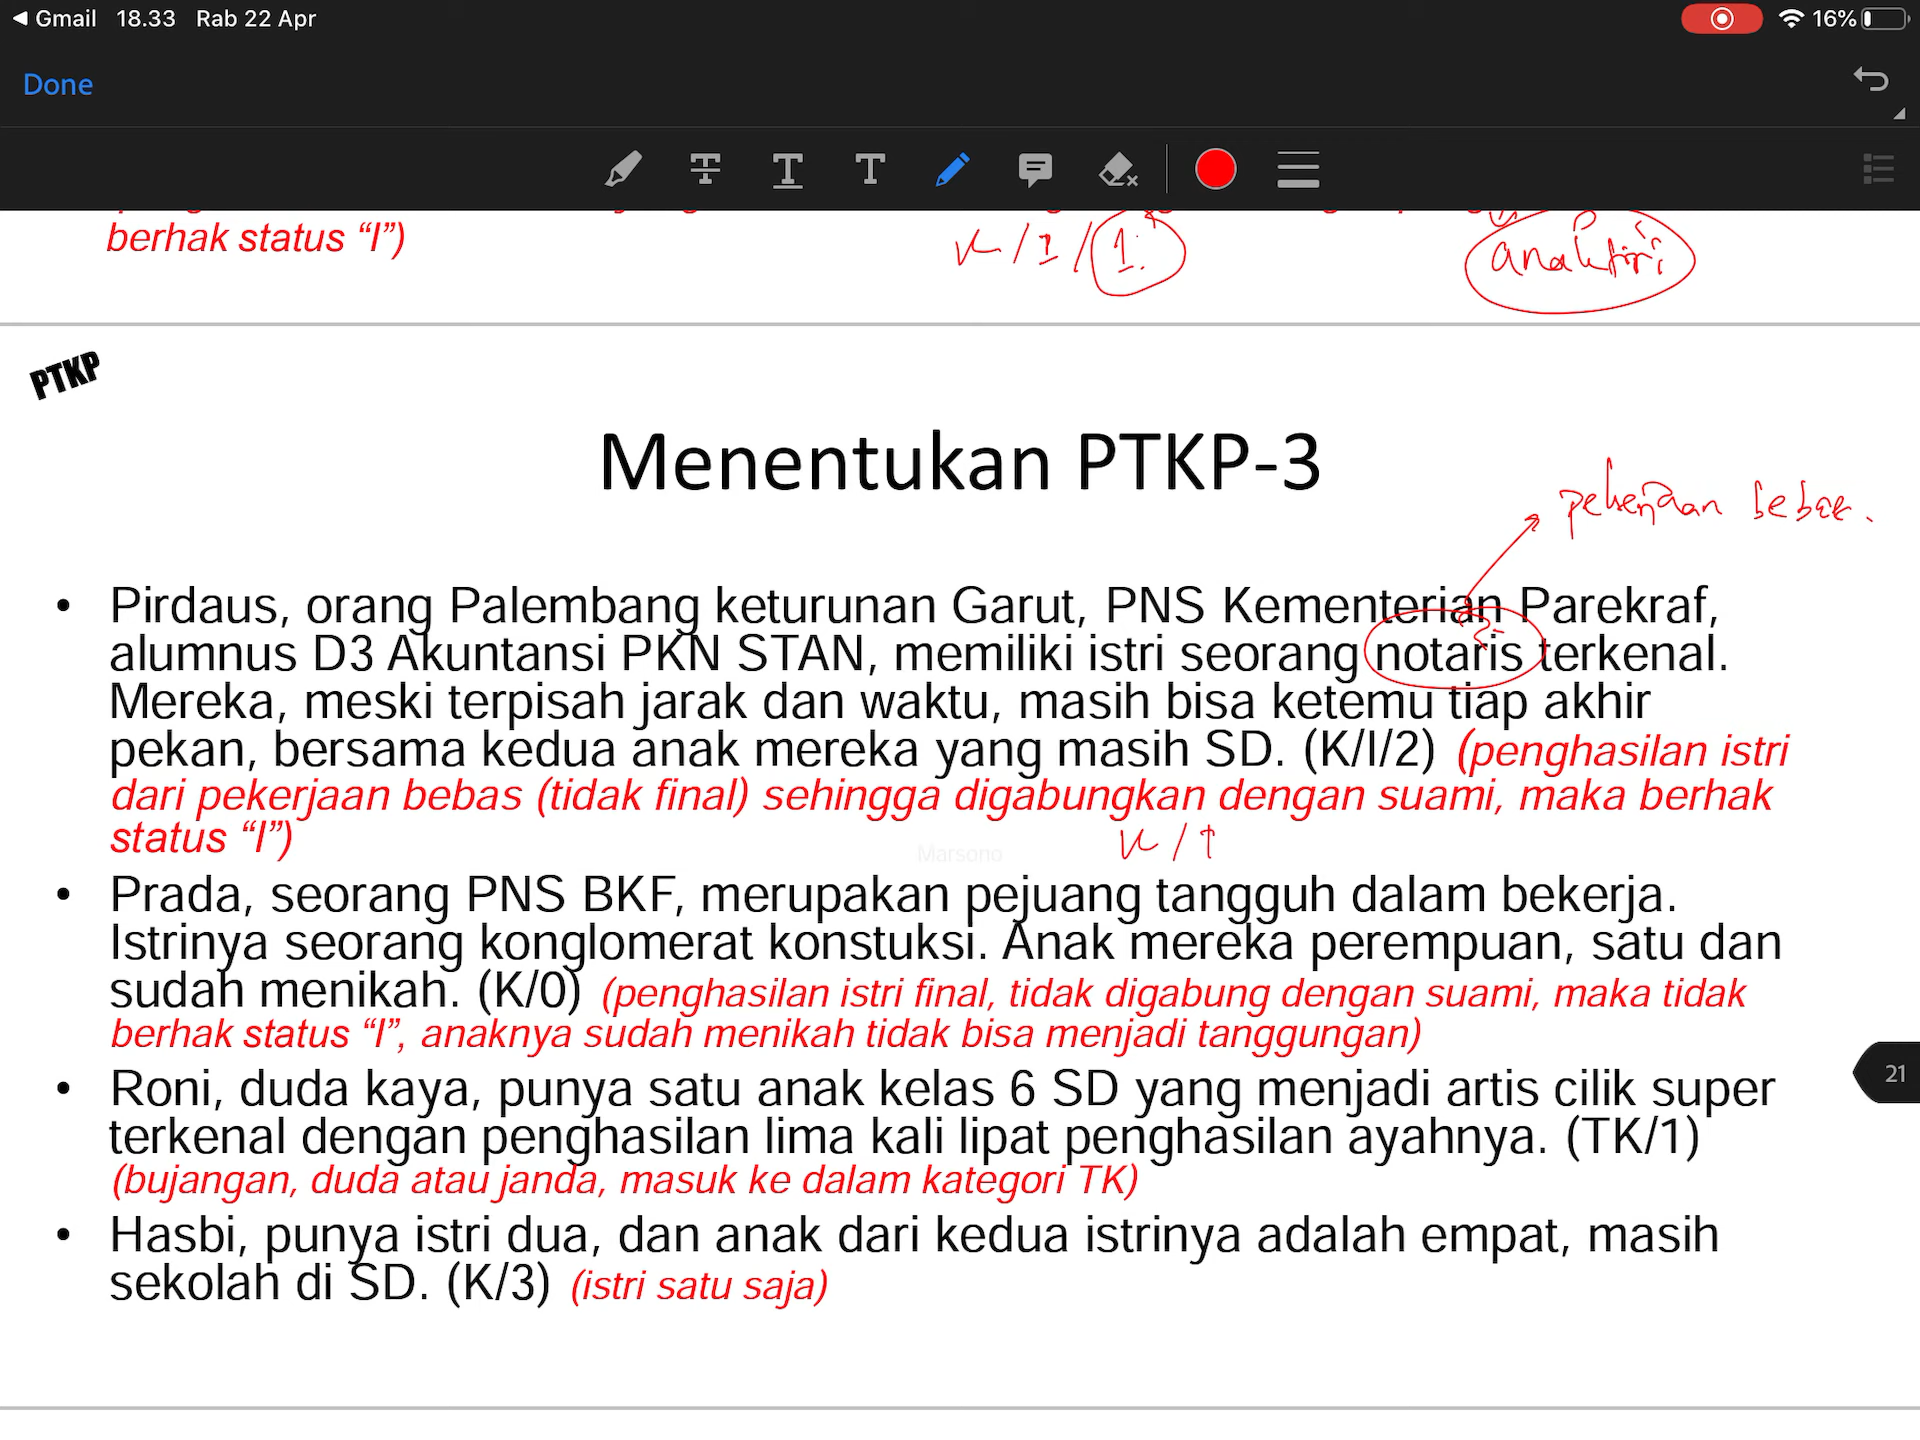 Gmail 18.33 Rab 22 Apr 16%
Done
berhak status “I”)
K/I/1
anak tiri
PTKP
Menentukan PTKP-3
pekerjaan bebas.
• Pirdaus, orang Palembang keturunan Garut, PNS Kementerian Parekraf,
alumnus D3 Akuntansi PKN STAN, memiliki istri seorang notaris terkenal.
Mereka, meski terpisah jarak dan waktu, masih bisa ketemu tiap akhir
pekan, bersama kedua anak mereka yang masih SD. (K/I/2) (penghasilan istri
dari pekerjaan bebas (tidak final) sehingga digabungkan dengan suami, maka berhak
status “I”)
K/1
Marsono
• Prada, seorang PNS BKF, merupakan pejuang tangguh dalam bekerja.
Istrinya seorang konglomerat konstuksi. Anak mereka perempuan, satu dan
sudah menikah. (K/0) (penghasilan istri final, tidak digabung dengan suami, maka tidak
berhak status “I”, anaknya sudah menikah tidak bisa menjadi tanggungan)
• Roni, duda kaya, punya satu anak kelas 6 SD yang menjadi artis cilik super
terkenal dengan penghasilan lima kali lipat penghasilan ayahnya. (TK/1)
(bujangan, duda atau janda, masuk ke dalam kategori TK)
21
• Hasbi, punya istri dua, dan anak dari kedua istrinya adalah empat, masih
sekolah di SD. (K/3) (istri satu saja)